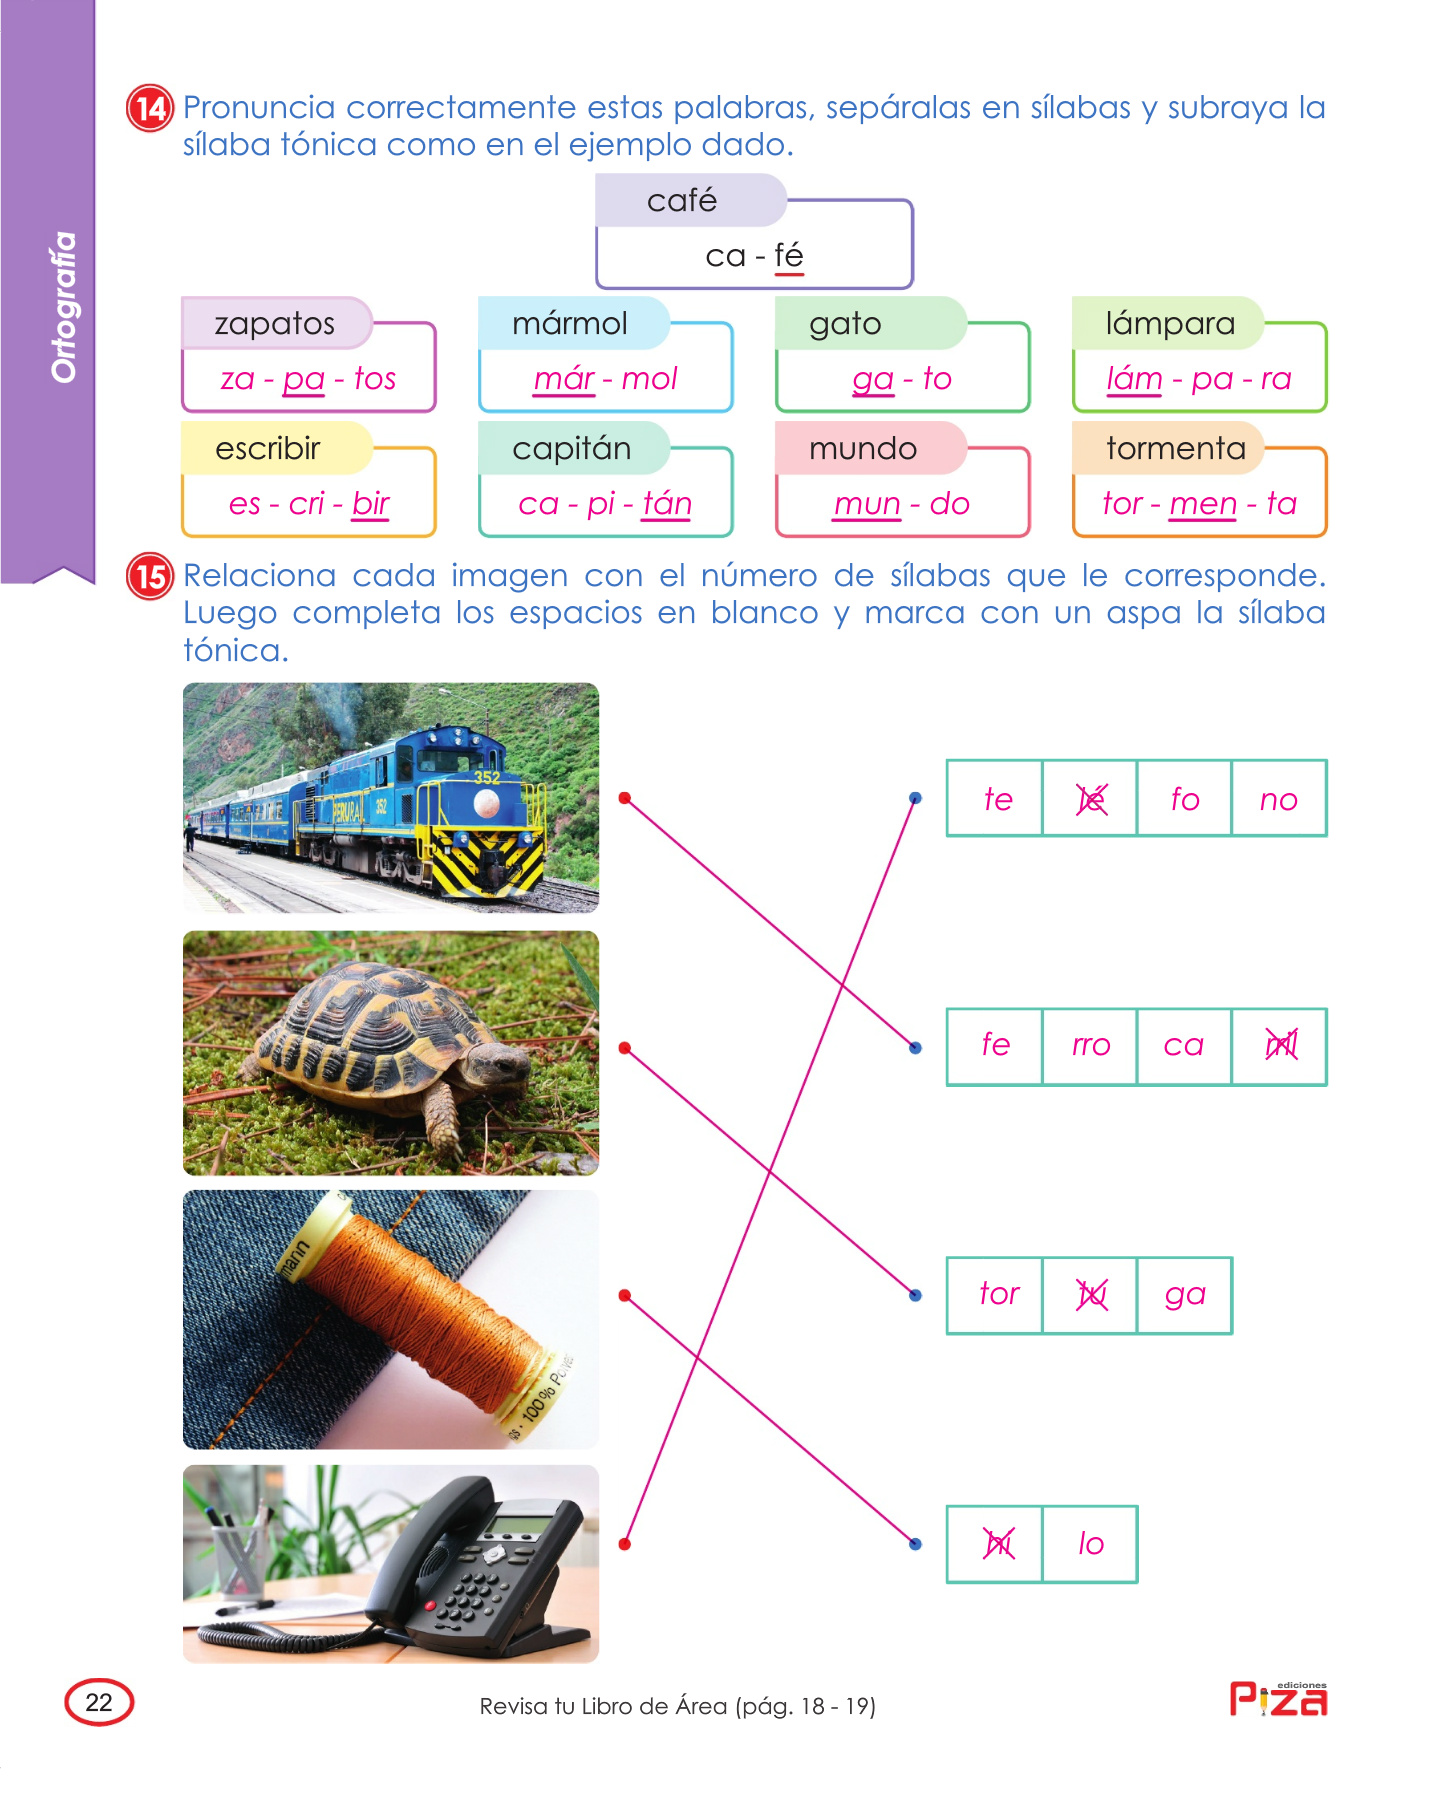 Ortografía
14 Pronuncia correctamente estas palabras, sepáralas en sílabas y subraya la
sílaba tónica como en el ejemplo dado.
café
ca - fé
zapatos
mármol
gato
lámpara
za - pa - tos
már - mol
ga - to
lám - pa - ra
escribir
capitán
mundo
tormenta
es - cri - bir
ca - pi - tán
mun - do
tor - men - ta
15 Relaciona cada imagen con el número de sílabas que le corresponde.
Luego completa los espacios en blanco y marca con un aspa la sílaba
tónica.
352
352
PERURAIL
te lé fo no
fe rro ca rril
tor tu ga
mann
100% Polyes
hi lo
22
Revisa tu Libro de Área (pág. 18 - 19)
ediciones
Piza